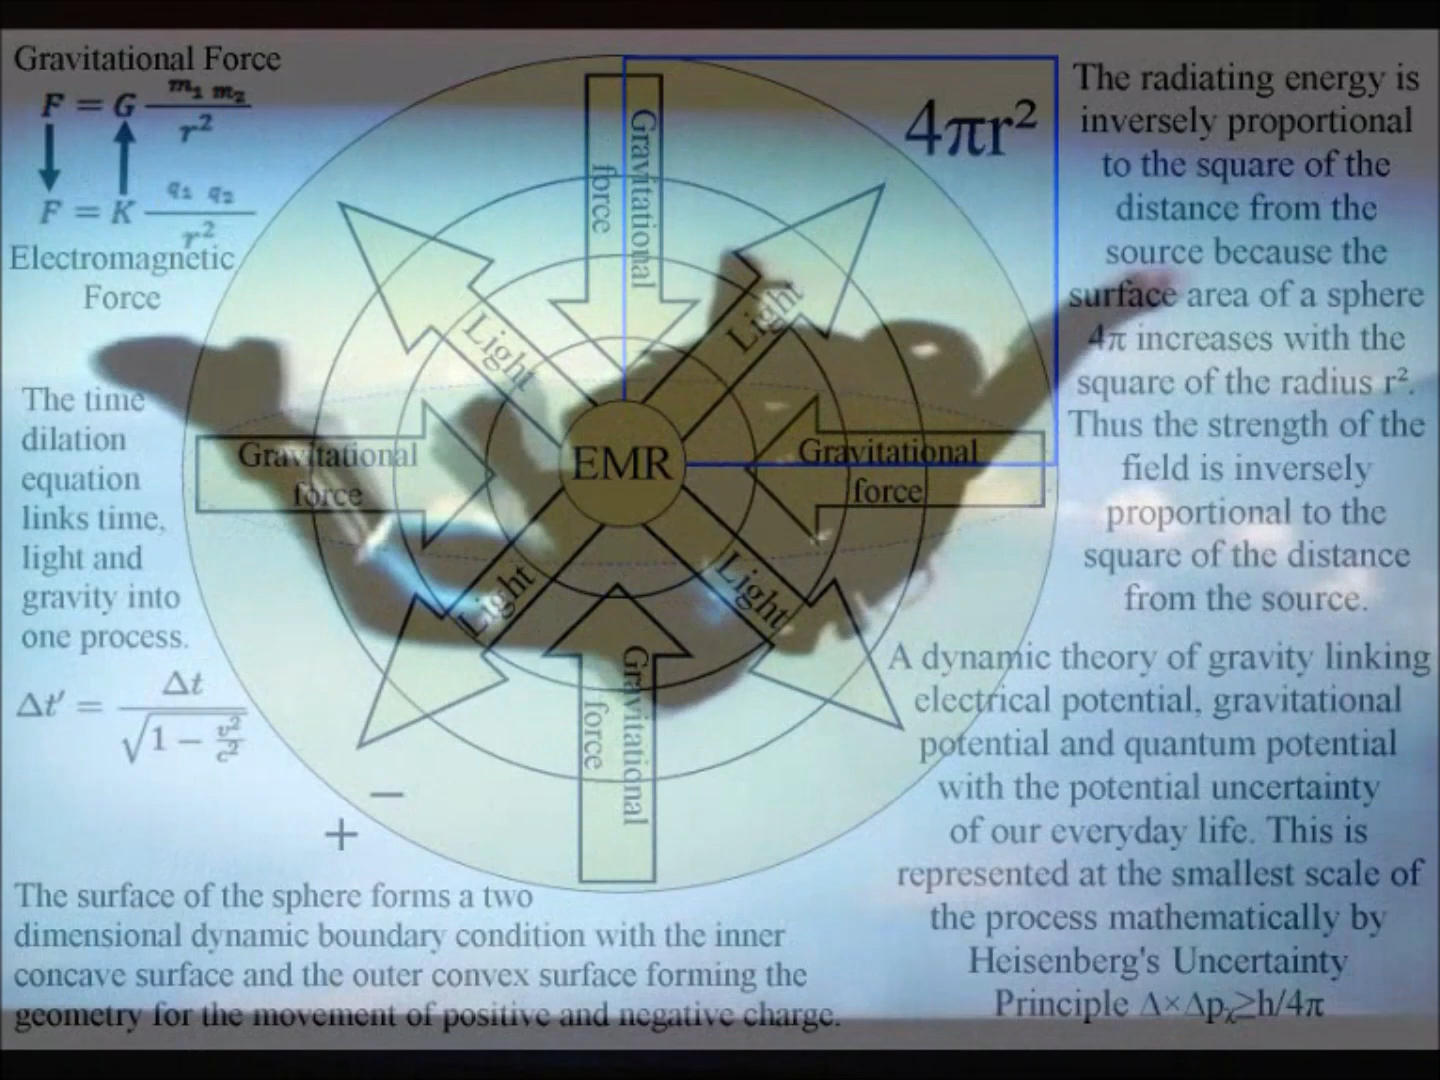 Gravitational Force
F = G m₁ m₂ / r²
F = K q₁ q₂ / r²
Electromagnetic
Force
The time
dilation
equation
links time,
light and
gravity into
one process.
Δt′ = Δt / √1 − v²/c²
4πr²
Gravitational
force
Light
Light
Gravitational
force
EMR
Gravitational
force
Light
Light
Gravitational
force
−
+
The surface of the sphere forms a two
dimensional dynamic boundary condition with the inner
concave surface and the outer convex surface forming the
geometry for the movement of positive and negative charge.
The radiating energy is
inversely proportional
to the square of the
distance from the
source because the
surface area of a sphere
4π increases with the
square of the radius r².
Thus the strength of the
field is inversely
proportional to the
square of the distance
from the source.
A dynamic theory of gravity linking
electrical potential, gravitational
potential and quantum potential
with the potential uncertainty
of our everyday life. This is
represented at the smallest scale of
the process mathematically by
Heisenberg's Uncertainty
Principle Δ×Δpₓ≥h/4π